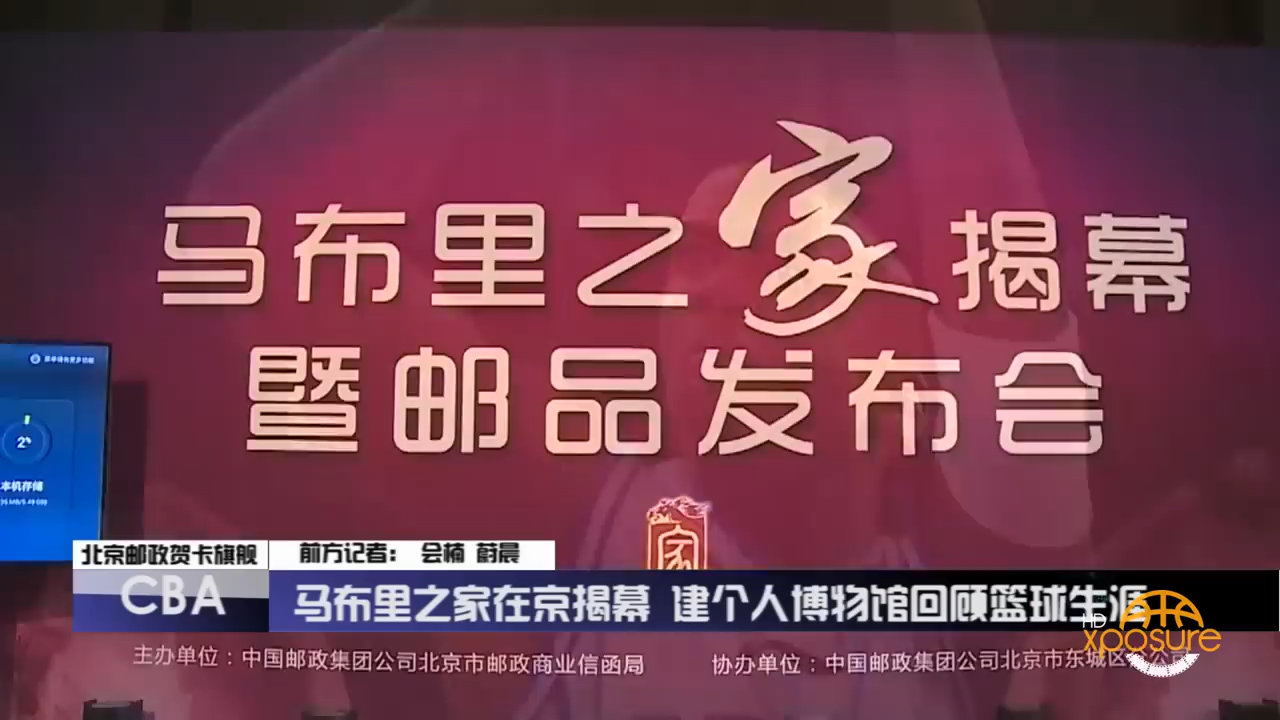 马布里之家揭幕
暨邮品发布会
2%
本机存储
家
北京邮政贺卡旗舰
前方记者： 会楠 蔚晨
CBA
马布里之家在京揭幕 建个人博物馆回顾篮球生涯
HD
xposure
主办单位：中国邮政集团公司北京市邮政商业信函局
协办单位：中国邮政集团公司北京市东城区